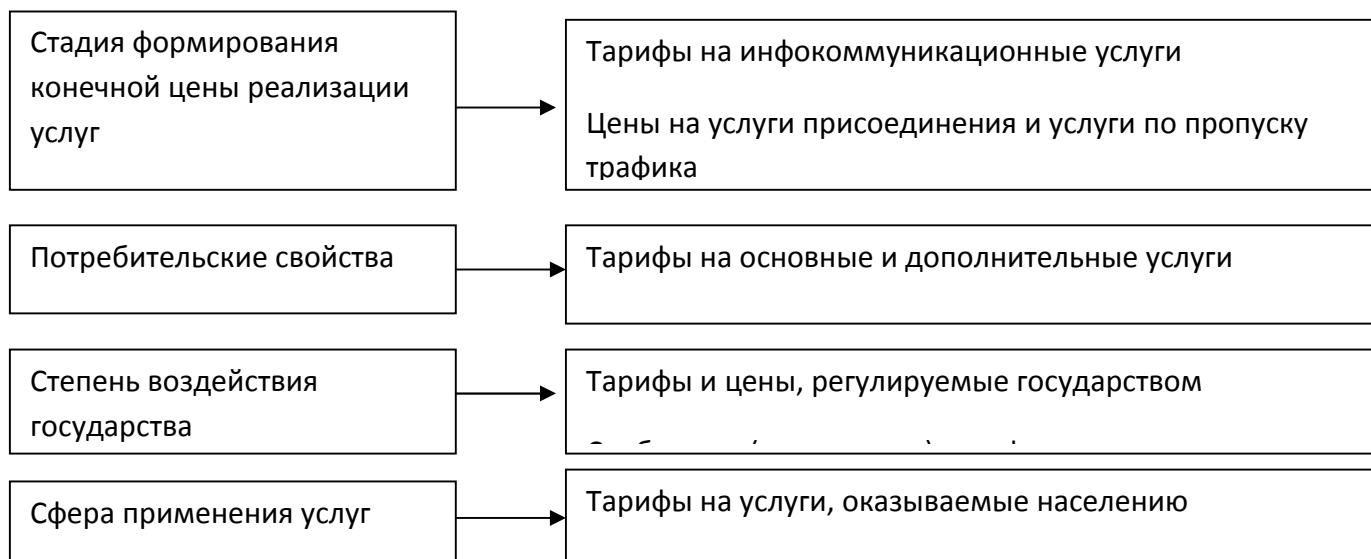 Стадия формирования
конечной цены реализации
услуг
Тарифы на инфокоммуникационные услуги
Цены на услуги присоединения и услуги по пропуску
трафика
Потребительские свойства
Тарифы на основные и дополнительные услуги
Степень воздействия
государства
Тарифы и цены, регулируемые государством
Сфера применения услуг
Тарифы на услуги, оказываемые населению